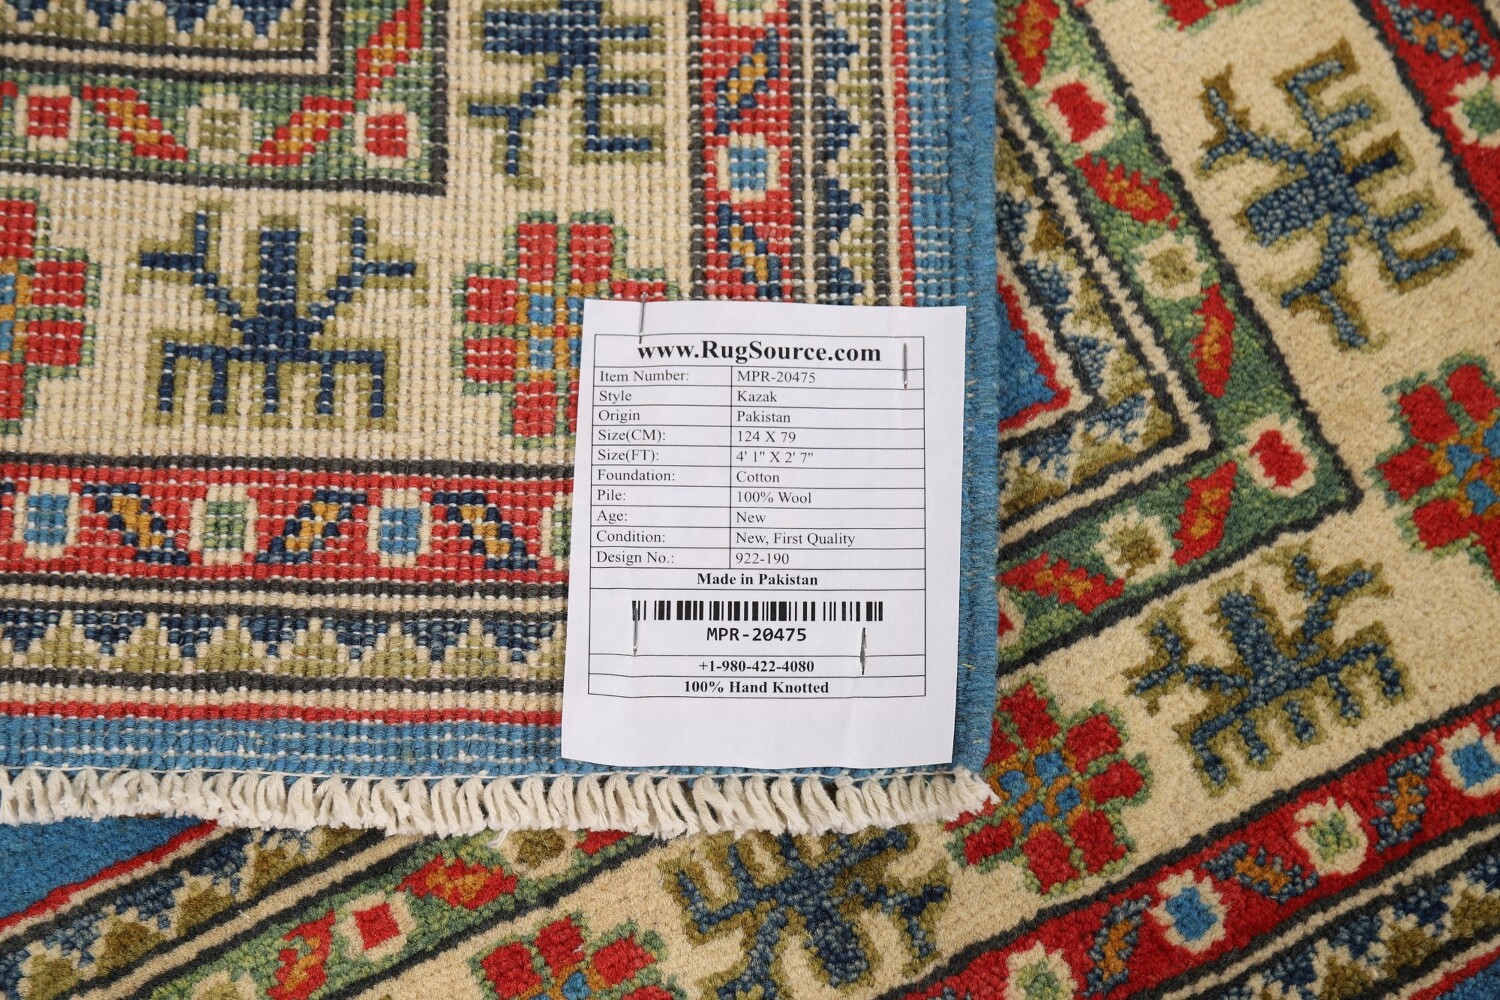 www.RugSource.com
Item Number: MPR-20475
Style Kazak
Origin Pakistan
Size(CM): 124 X 79
Size(FT): 4' 1" X 2' 7"
Foundation: Cotton
Pile: 100% Wool
Age: New
Condition: New, First Quality
Design No.: 922-190
Made in Pakistan
MPR-20475
+1-980-422-4080
100% Hand Knotted